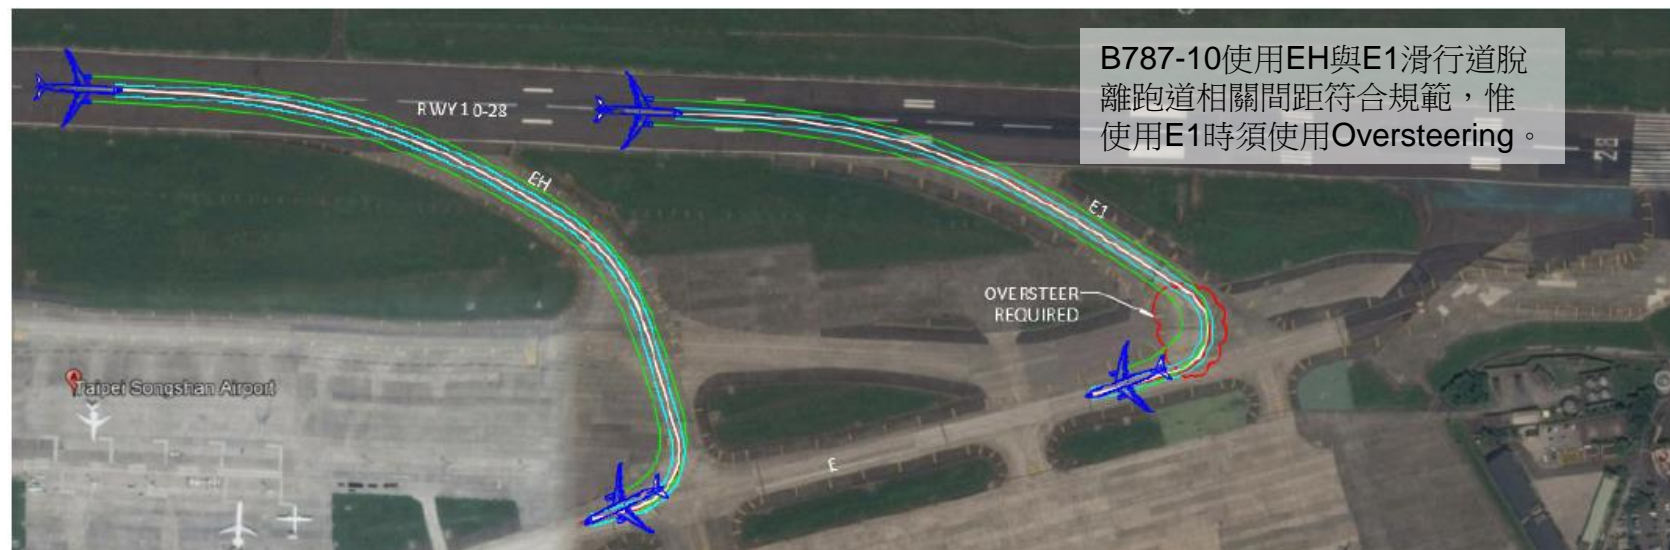 B787-10使用EH與E1滑行道脫
離跑道相關間距符合規範，惟
使用E1時須使用Oversteering。
RWY 10-28
28
EH
E1
OVERSTEER
REQUIRED
Taipei Songshan Airport
E